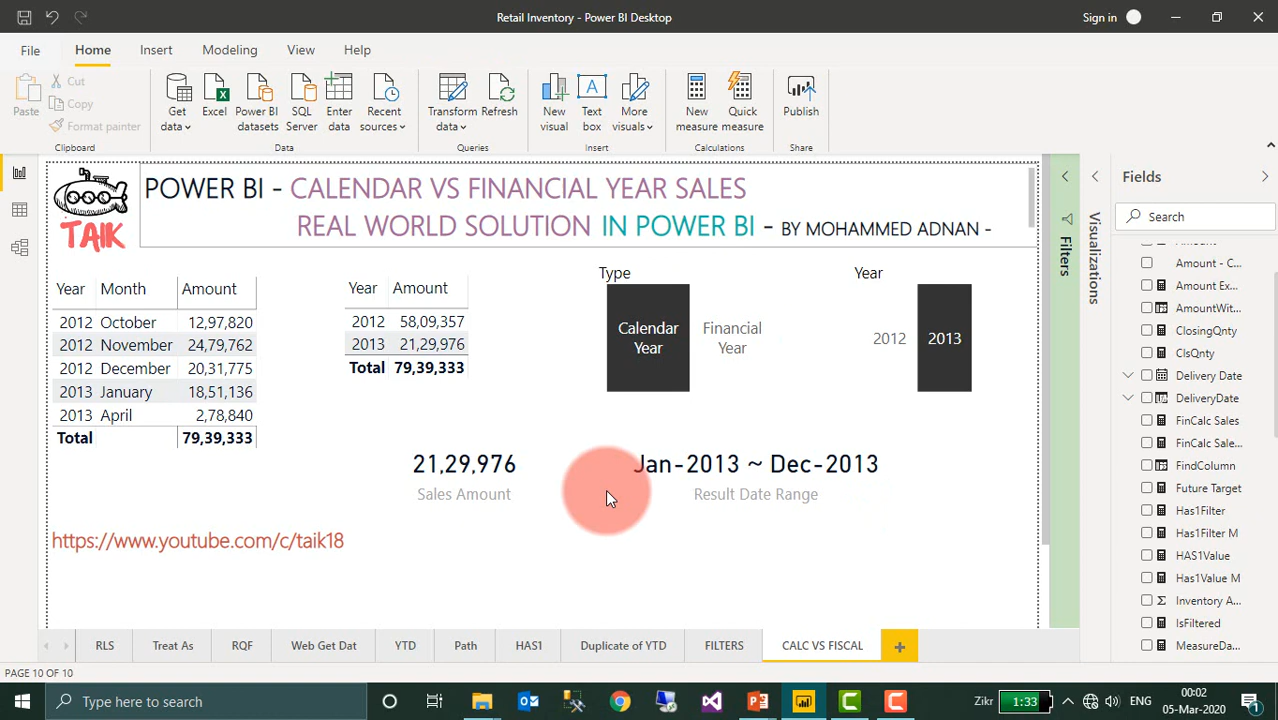 Retail Inventory - Power BI Desktop
Sign in
File Home Insert Modeling View Help
Paste
Cut
Copy
Format painter
Clipboard
Get data
Excel
Power BI datasets
SQL Server
Enter data
Recent sources
Data
Transform data
Refresh
Queries
New visual
Text box
More visuals
Insert
New measure
Quick measure
Calculations
Publish
Share
TAIK
POWER BI - CALENDAR VS FINANCIAL YEAR SALES
REAL WORLD SOLUTION IN POWER BI - BY MOHAMMED ADNAN -
Year Month Amount
2012 October 12,97,820
2012 November 24,79,762
2012 December 20,31,775
2013 January 18,51,136
2013 April 2,78,840
Total 79,39,333
Year Amount
2012 58,09,357
2013 21,29,976
Total 79,39,333
Type
Calendar Year
Financial Year
Year
2012 2013
21,29,976
Sales Amount
Jan-2013 ~ Dec-2013
Result Date Range
https://www.youtube.com/c/taik18
Filters
Visualizations
Fields
Search
Amount - C...
Amount Ex...
AmountWit...
ClosingQnty
ClsQnty
Delivery Date
DeliveryDate
FinCalc Sales
FinCalc Sale...
FindColumn
Future Target
Has1Filter
Has1Filter M
HAS1Value
Has1Value M
Inventory A...
IsFiltered
MeasureDa...
RLS Treat As RQF Web Get Dat YTD Path HAS1 Duplicate of YTD FILTERS CALC VS FISCAL +
PAGE 10 OF 10
Type here to search
Zikr 1:33 ENG
00:02
05-Mar-2020